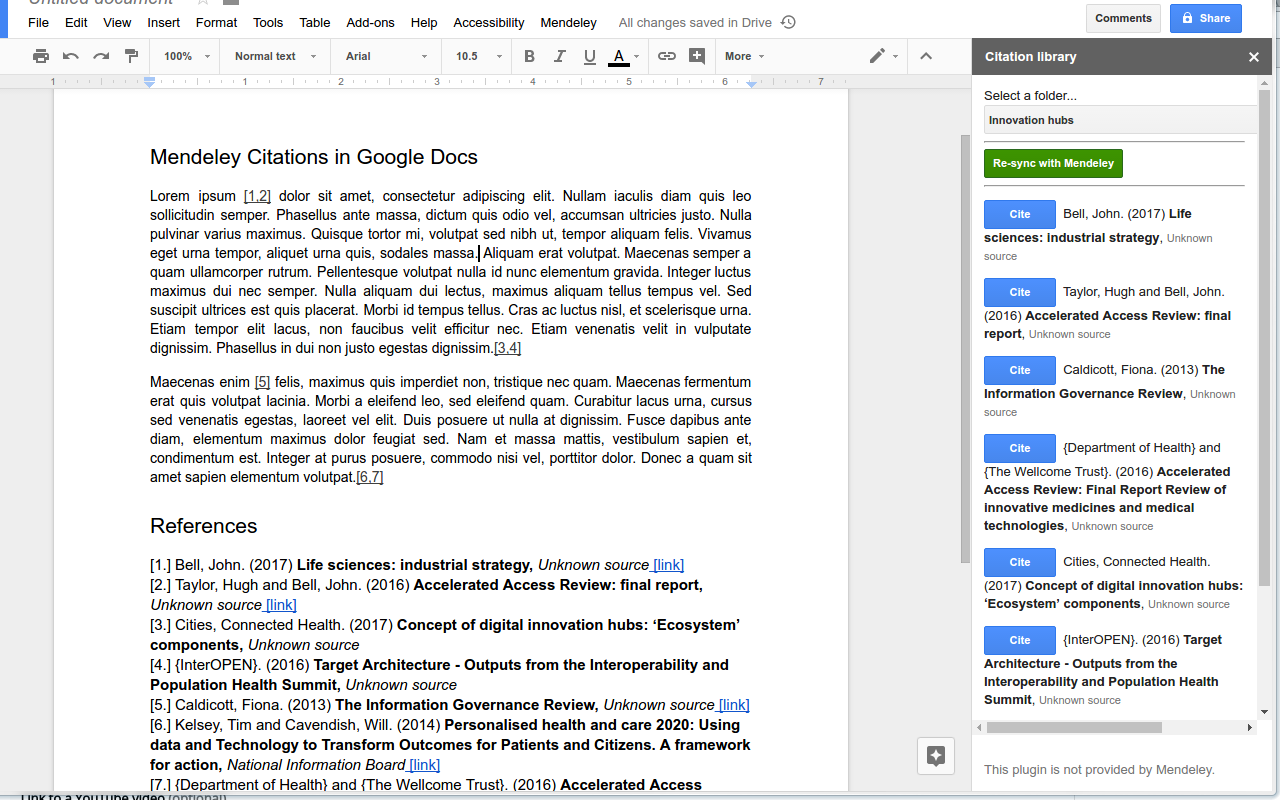 Untitled document
File Edit View Insert Format Tools Table Add-ons Help Accessibility Mendeley All changes saved in Drive
Comments
Share
100% Normal text Arial 10.5 B I U A More
1 1 2 3 4 5 6 7
Mendeley Citations in Google Docs
Lorem ipsum [1,2] dolor sit amet, consectetur adipiscing elit. Nullam iaculis diam quis leo
sollicitudin semper. Phasellus ante massa, dictum quis odio vel, accumsan ultricies justo. Nulla
pulvinar varius maximus. Quisque tortor mi, volutpat sed nibh ut, tempor aliquam felis. Vivamus
eget urna tempor, aliquet urna quis, sodales massa. Aliquam erat volutpat. Maecenas semper a
quam ullamcorper rutrum. Pellentesque volutpat nulla id nunc elementum gravida. Integer luctus
maximus dui nec semper. Nulla aliquam dui lectus, maximus aliquam tellus tempus vel. Sed
suscipit ultrices est quis placerat. Morbi id tempus tellus. Cras ac luctus nisl, et scelerisque urna.
Etiam tempor elit lacus, non faucibus velit efficitur nec. Etiam venenatis velit in vulputate
dignissim. Phasellus in dui non justo egestas dignissim.[3,4]
Maecenas enim [5] felis, maximus quis imperdiet non, tristique nec quam. Maecenas fermentum
erat quis volutpat lacinia. Morbi a eleifend leo, sed eleifend quam. Curabitur lacus urna, cursus
sed venenatis egestas, laoreet vel elit. Duis posuere ut nulla at dignissim. Fusce dapibus ante
diam, elementum maximus dolor feugiat sed. Nam et massa mattis, vestibulum sapien et,
condimentum est. Integer at purus posuere, commodo nisi vel, porttitor dolor. Donec a quam sit
amet sapien elementum volutpat.[6,7]
References
[1.] Bell, John. (2017) Life sciences: industrial strategy, Unknown source [link]
[2.] Taylor, Hugh and Bell, John. (2016) Accelerated Access Review: final report,
Unknown source [link]
[3.] Cities, Connected Health. (2017) Concept of digital innovation hubs: ‘Ecosystem’
components, Unknown source
[4.] {InterOPEN}. (2016) Target Architecture - Outputs from the Interoperability and
Population Health Summit, Unknown source
[5.] Caldicott, Fiona. (2013) The Information Governance Review, Unknown source [link]
[6.] Kelsey, Tim and Cavendish, Will. (2014) Personalised health and care 2020: Using
data and Technology to Transform Outcomes for Patients and Citizens. A framework
for action, National Information Board [link]
[7.] {Department of Health} and {The Wellcome Trust}. (2016) Accelerated Access
Link to a YouTube video (optional)
Citation library
Select a folder...
Innovation hubs
Re-sync with Mendeley
Cite Bell, John. (2017) Life
sciences: industrial strategy, Unknown
source
Cite Taylor, Hugh and Bell, John.
(2016) Accelerated Access Review: final
report, Unknown source
Cite Caldicott, Fiona. (2013) The
Information Governance Review, Unknown
source
Cite {Department of Health} and
{The Wellcome Trust}. (2016) Accelerated
Access Review: Final Report Review of
innovative medicines and medical
technologies, Unknown source
Cite Cities, Connected Health.
(2017) Concept of digital innovation hubs:
‘Ecosystem’ components, Unknown source
Cite {InterOPEN}. (2016) Target
Architecture - Outputs from the
Interoperability and Population Health
Summit, Unknown source
This plugin is not provided by Mendeley.